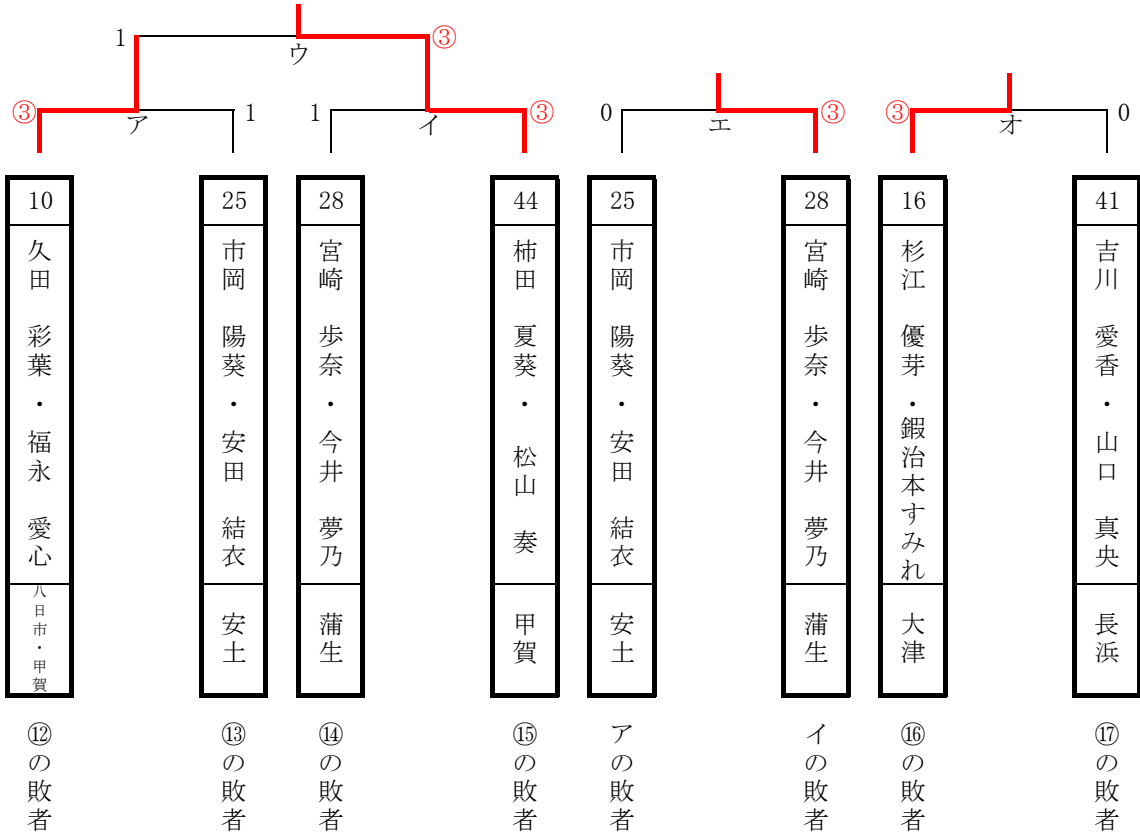 1
③
ウ
③
1
1
③
0
③
③
0
ア
イ
エ
オ
10
25
28
44
25
28
16
41
久田 彩葉・福永 愛心
市岡 陽葵・安田 結衣
宮崎 歩奈・今井 夢乃
柿田 夏葵・松山 奏
市岡 陽葵・安田 結衣
宮崎 歩奈・今井 夢乃
杉江 優芽・鍜治本すみれ
吉川 愛香・山口 真央
八日市・甲賀
安土
蒲生
甲賀
安土
蒲生
大津
長浜
⑫の敗者
⑬の敗者
⑭の敗者
⑮の敗者
アの敗者
イの敗者
⑯の敗者
⑰の敗者